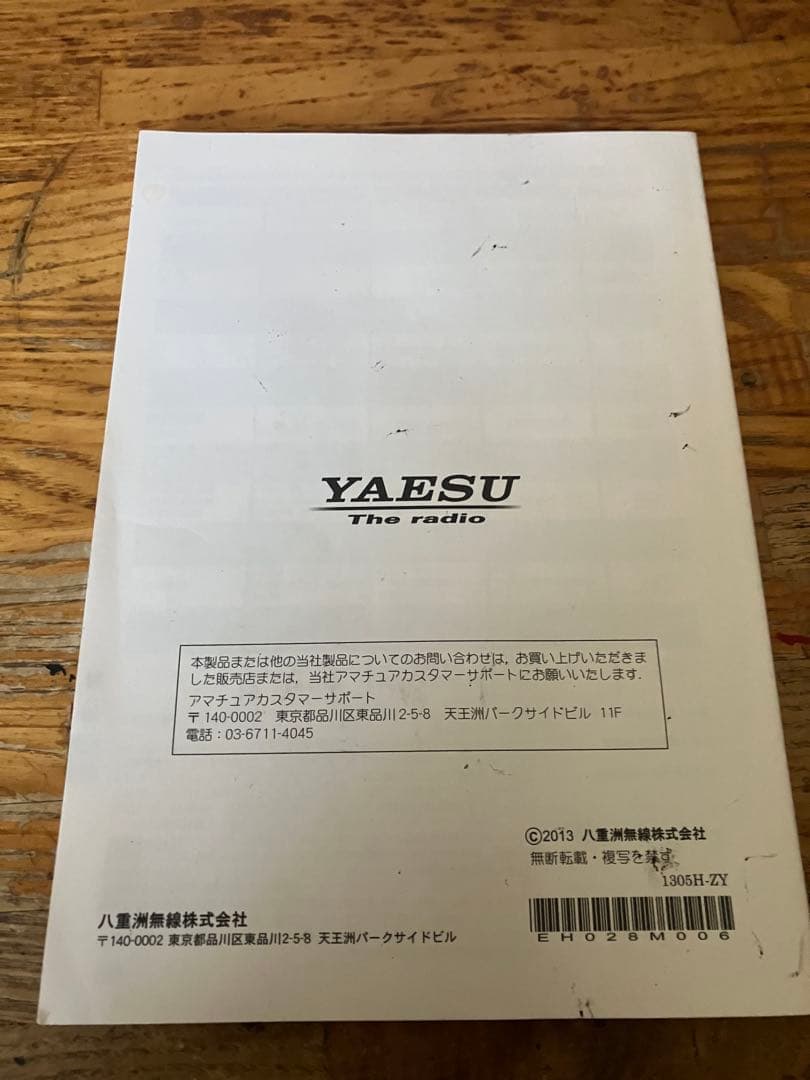 YAESU
The radio
本製品または他の当社製品についてのお問い合わせは，お買い上げいただきま
した販売店または，当社アマチュアカスタマーサポートにお願いいたします．
アマチュアカスタマーサポート
〒140-0002 東京都品川区東品川2-5-8 天王洲パークサイドビル 11F
電話：03-6711-4045
©2013 八重洲無線株式会社
無断転載・複写を禁ず
1305H-ZY
EH028M006
八重洲無線株式会社
〒140-0002 東京都品川区東品川2-5-8 天王洲パークサイドビル